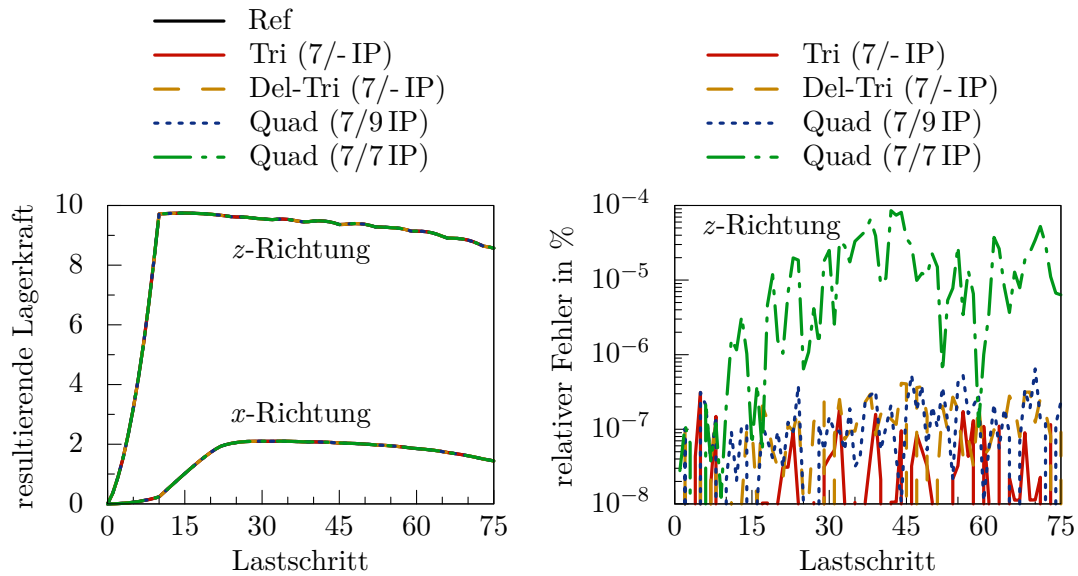 Ref
Tri (7/- IP)
Del-Tri (7/- IP)
Quad (7/9 IP)
Quad (7/7 IP)
resultierende Lagerkraft
10
8
6
4
2
0
z-Richtung
x-Richtung
0 15 30 45 60 75
Lastschritt
Tri (7/- IP)
Del-Tri (7/- IP)
Quad (7/9 IP)
Quad (7/7 IP)
relativer Fehler in %
10⁻⁴
10⁻⁵
10⁻⁶
10⁻⁷
10⁻⁸
z-Richtung
0 15 30 45 60 75
Lastschritt